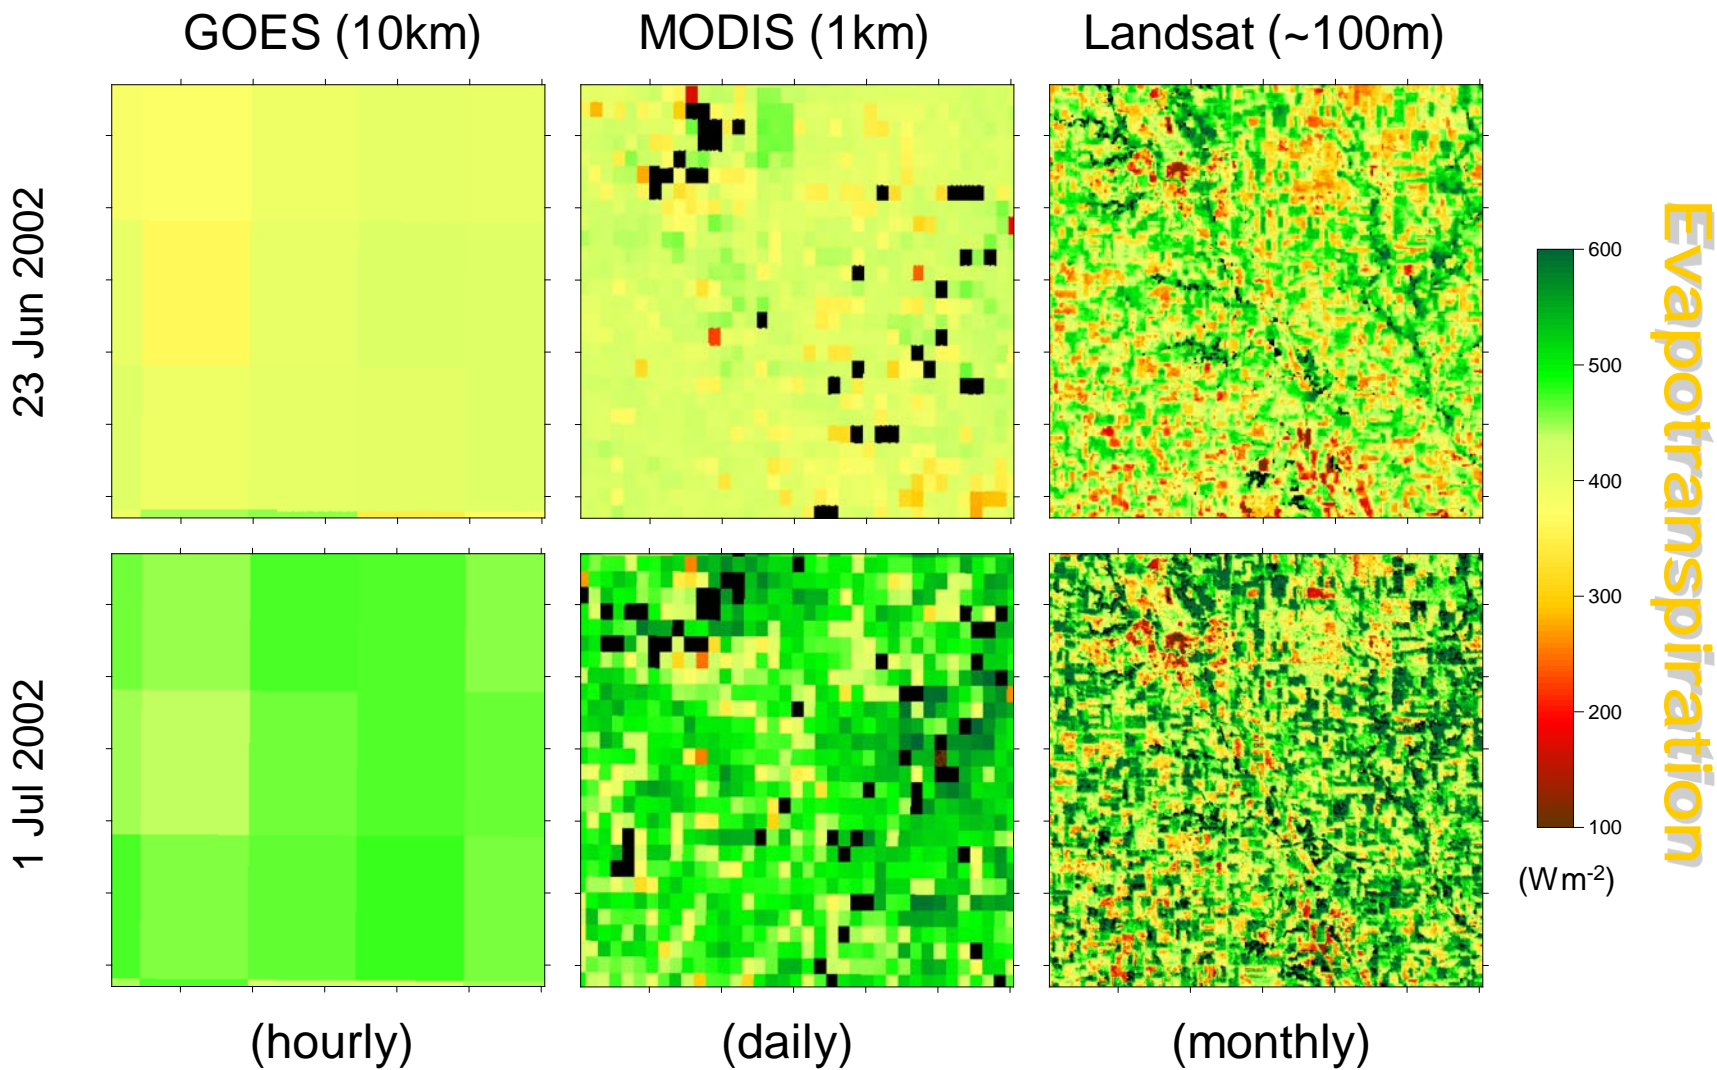 GOES (10km)
MODIS (1km)
Landsat (~100m)
23 Jun 2002
1 Jul 2002
600
500
400
300
200
100
(Wm-2)
Evapotranspiration
(hourly)
(daily)
(monthly)